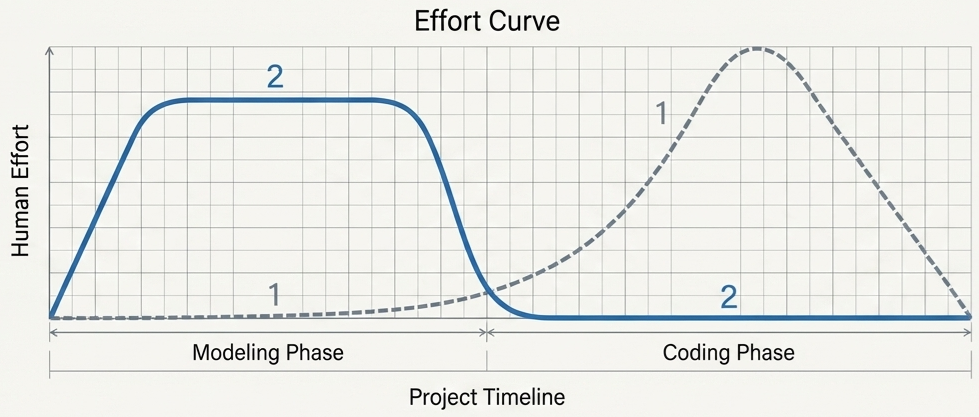 Effort Curve
2
1
Human Effort
1
2
Modeling Phase
Coding Phase
Project Timeline